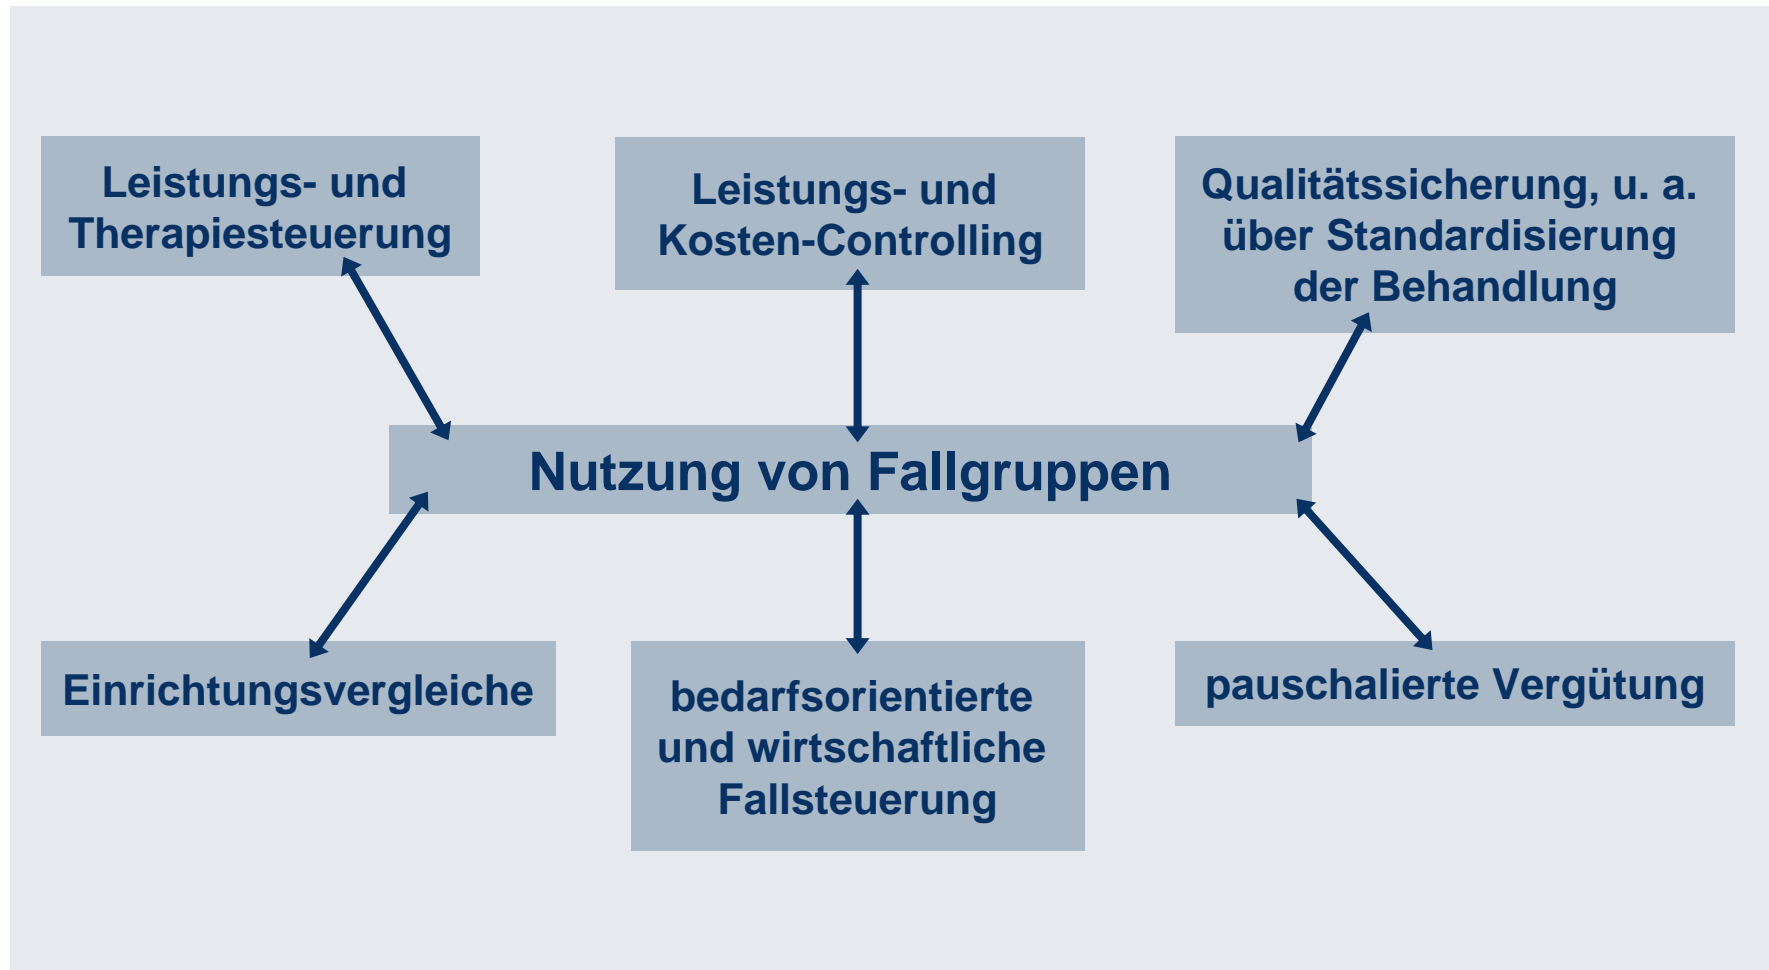 Leistungs- und
Therapiesteuerung
Leistungs- und
Kosten-Controlling
Qualitätssicherung, u. a.
über Standardisierung
der Behandlung
Nutzung von Fallgruppen
Einrichtungsvergleiche
bedarfsorientierte
und wirtschaftliche
Fallsteuerung
pauschalierte Vergütung